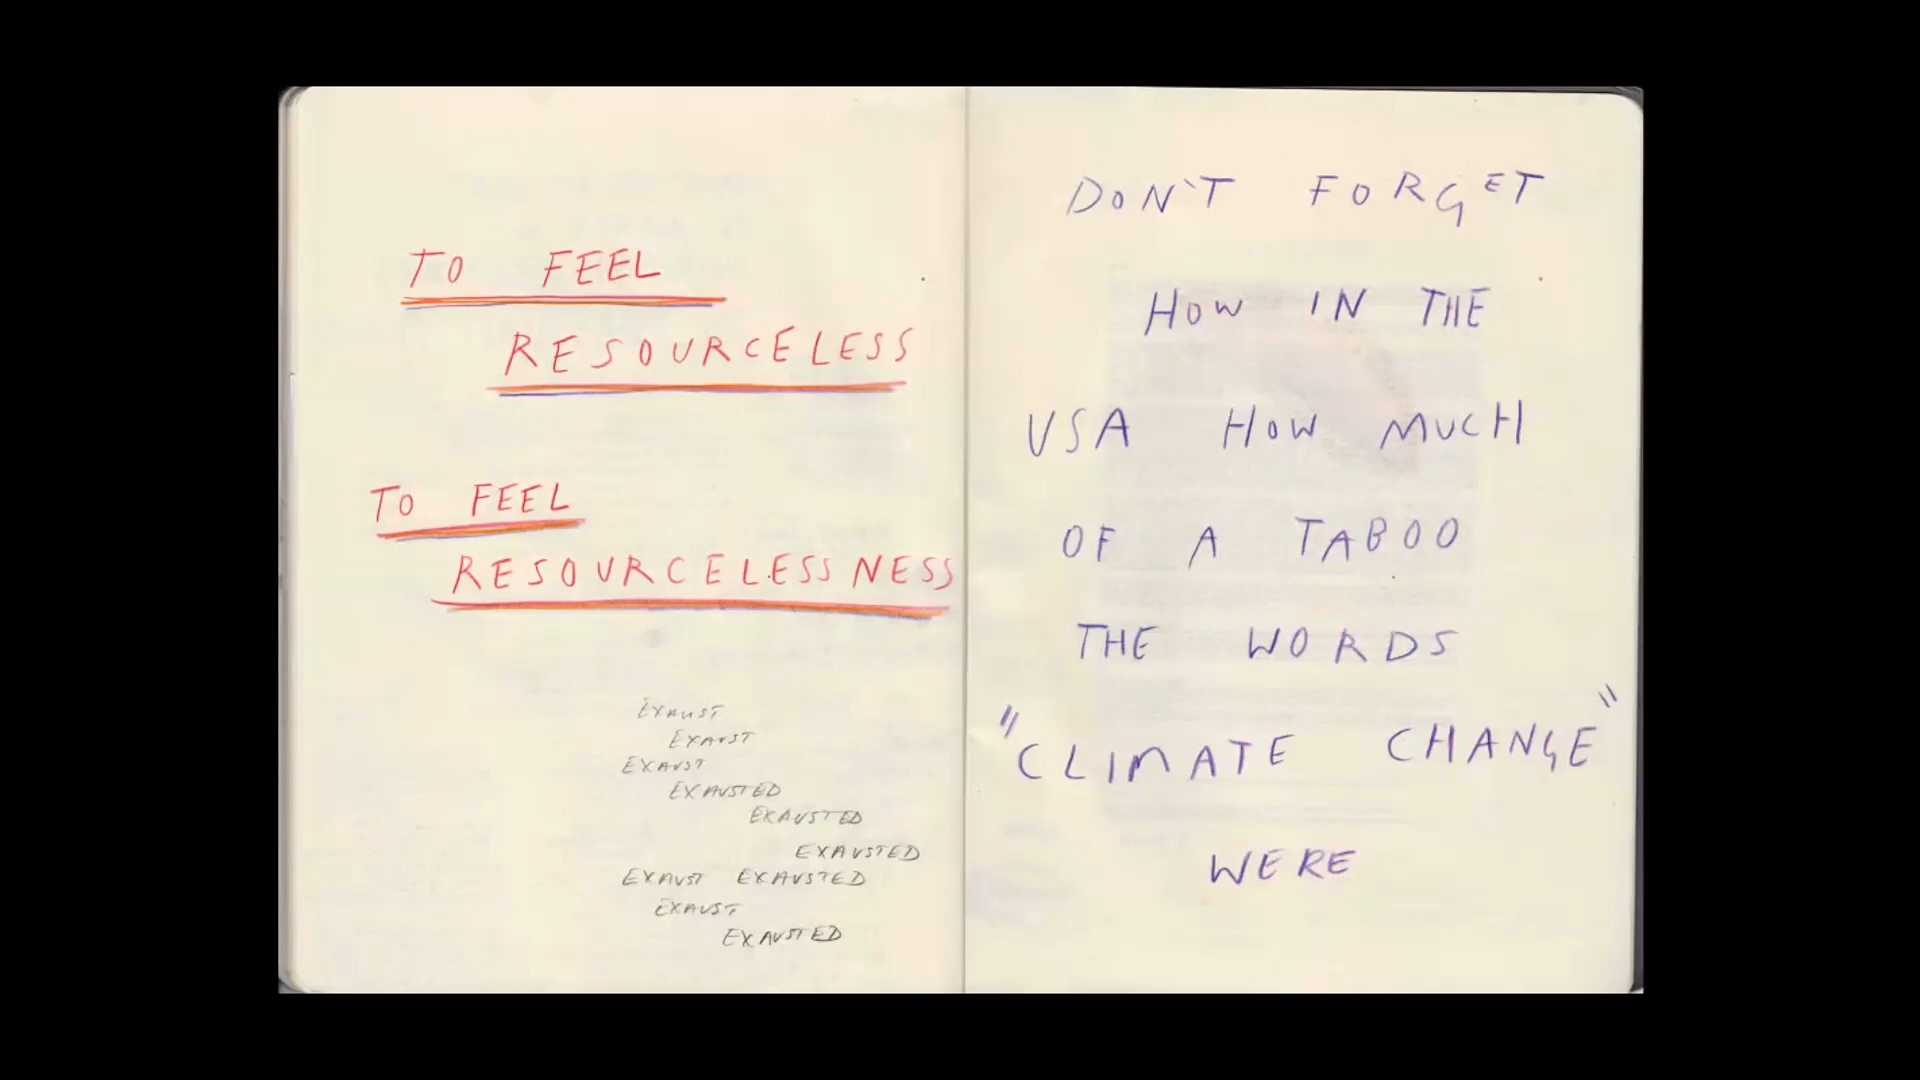 TO FEEL
RESOURCELESS
TO FEEL
RESOURCELESSNESS
EXAUST
EXAUST
EXAUST
EXAUSTED
EXAUSTED
EXAUSTED
EXAUST EXAUSTED
EXAUST
EXAUSTED
DON'T FORGET
HOW IN THE
USA HOW MUCH
OF A TABOO
THE WORDS
"CLIMATE CHANGE"
WERE